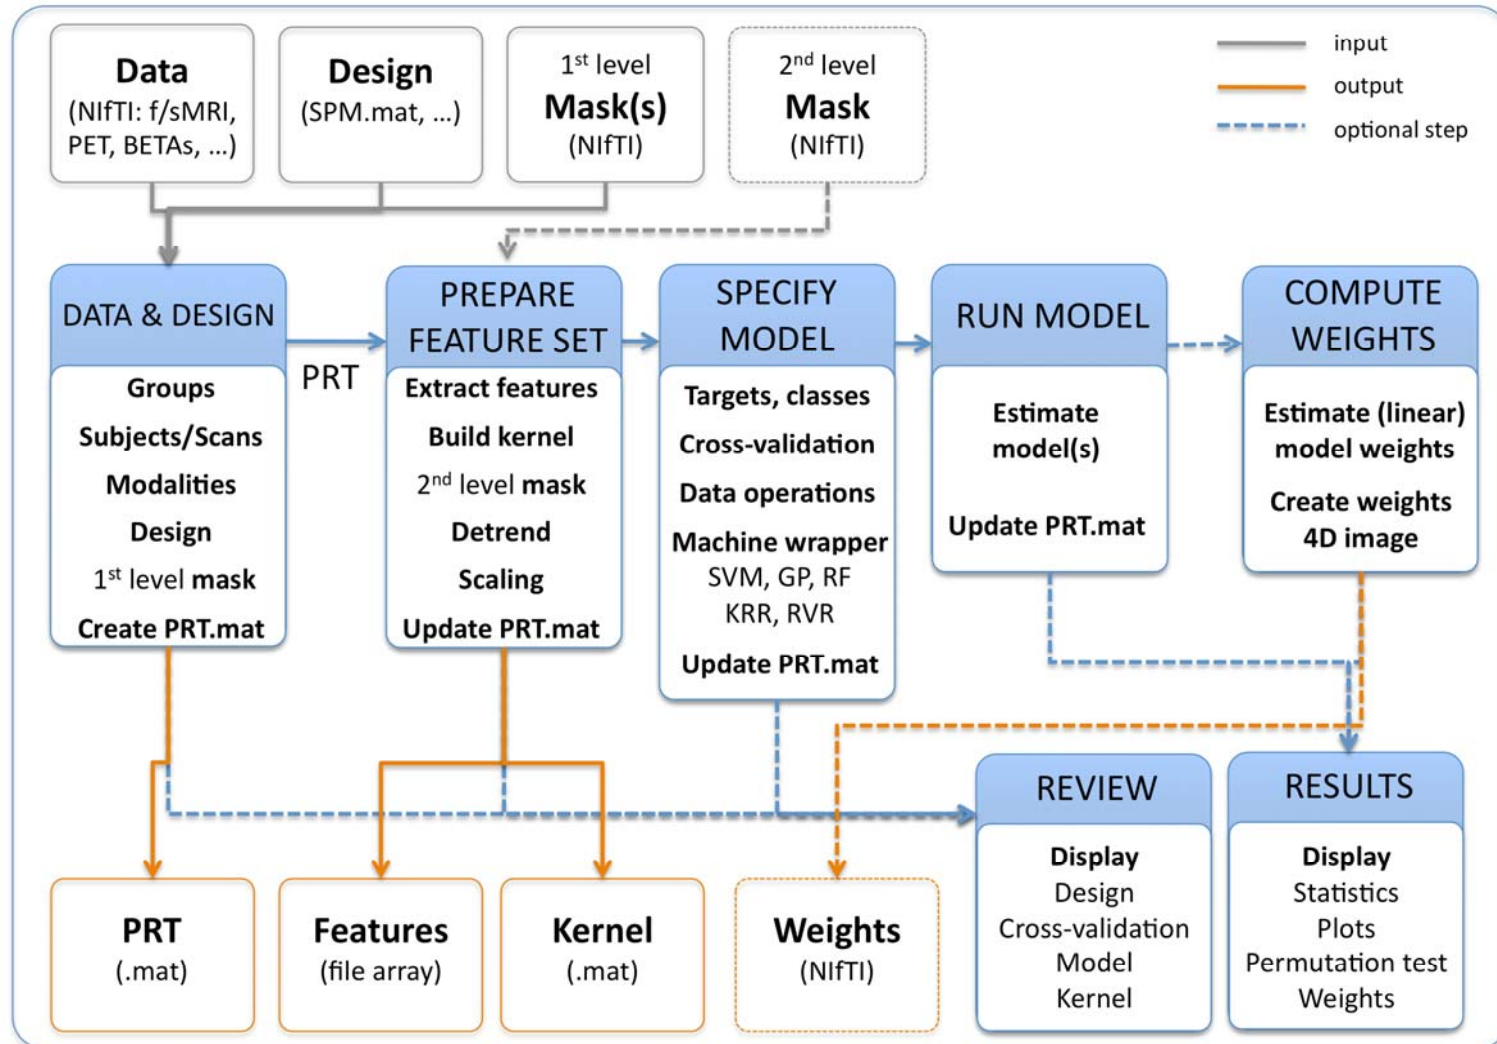 Data
(NIfTI: f/sMRI,
PET, BETAs, ...)
Design
(SPM.mat, ...)
1st level
Mask(s)
(NIfTI)
2nd level
Mask
(NIfTI)
input
output
optional step
DATA & DESIGN
Groups
Subjects/Scans
Modalities
Design
1st level mask
Create PRT.mat
PRT
PREPARE
FEATURE SET
Extract features
Build kernel
2nd level mask
Detrend
Scaling
Update PRT.mat
SPECIFY
MODEL
Targets, classes
Cross-validation
Data operations
Machine wrapper
SVM, GP, RF
KRR, RVR
Update PRT.mat
RUN MODEL
Estimate
model(s)
Update PRT.mat
COMPUTE
WEIGHTS
Estimate (linear)
model weights
Create weights
4D image
PRT
(.mat)
Features
(file array)
Kernel
(.mat)
Weights
(NIfTI)
REVIEW
Display
Design
Cross-validation
Model
Kernel
RESULTS
Display
Statistics
Plots
Permutation test
Weights